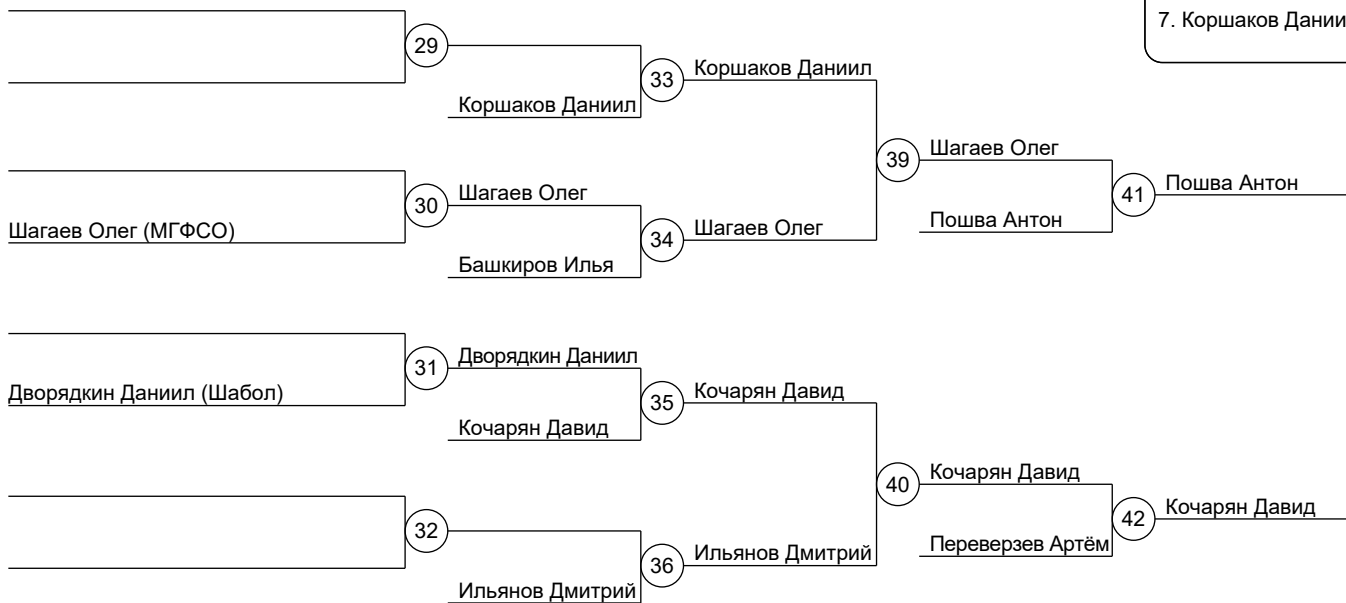 7. Коршаков Дании
29
33
Коршаков Даниил
Коршаков Даниил
39
Шагаев Олег
30
Шагаев Олег
41
Пошва Антон
Шагаев Олег (МГФСО)
34
Шагаев Олег
Пошва Антон
Башкиров Илья
31
Дворядкин Даниил
Дворядкин Даниил (Шабол)
35
Кочарян Давид
Кочарян Давид
40
Кочарян Давид
32
42
Кочарян Давид
36
Ильянов Дмитрий
Переверзев Артём
Ильянов Дмитрий